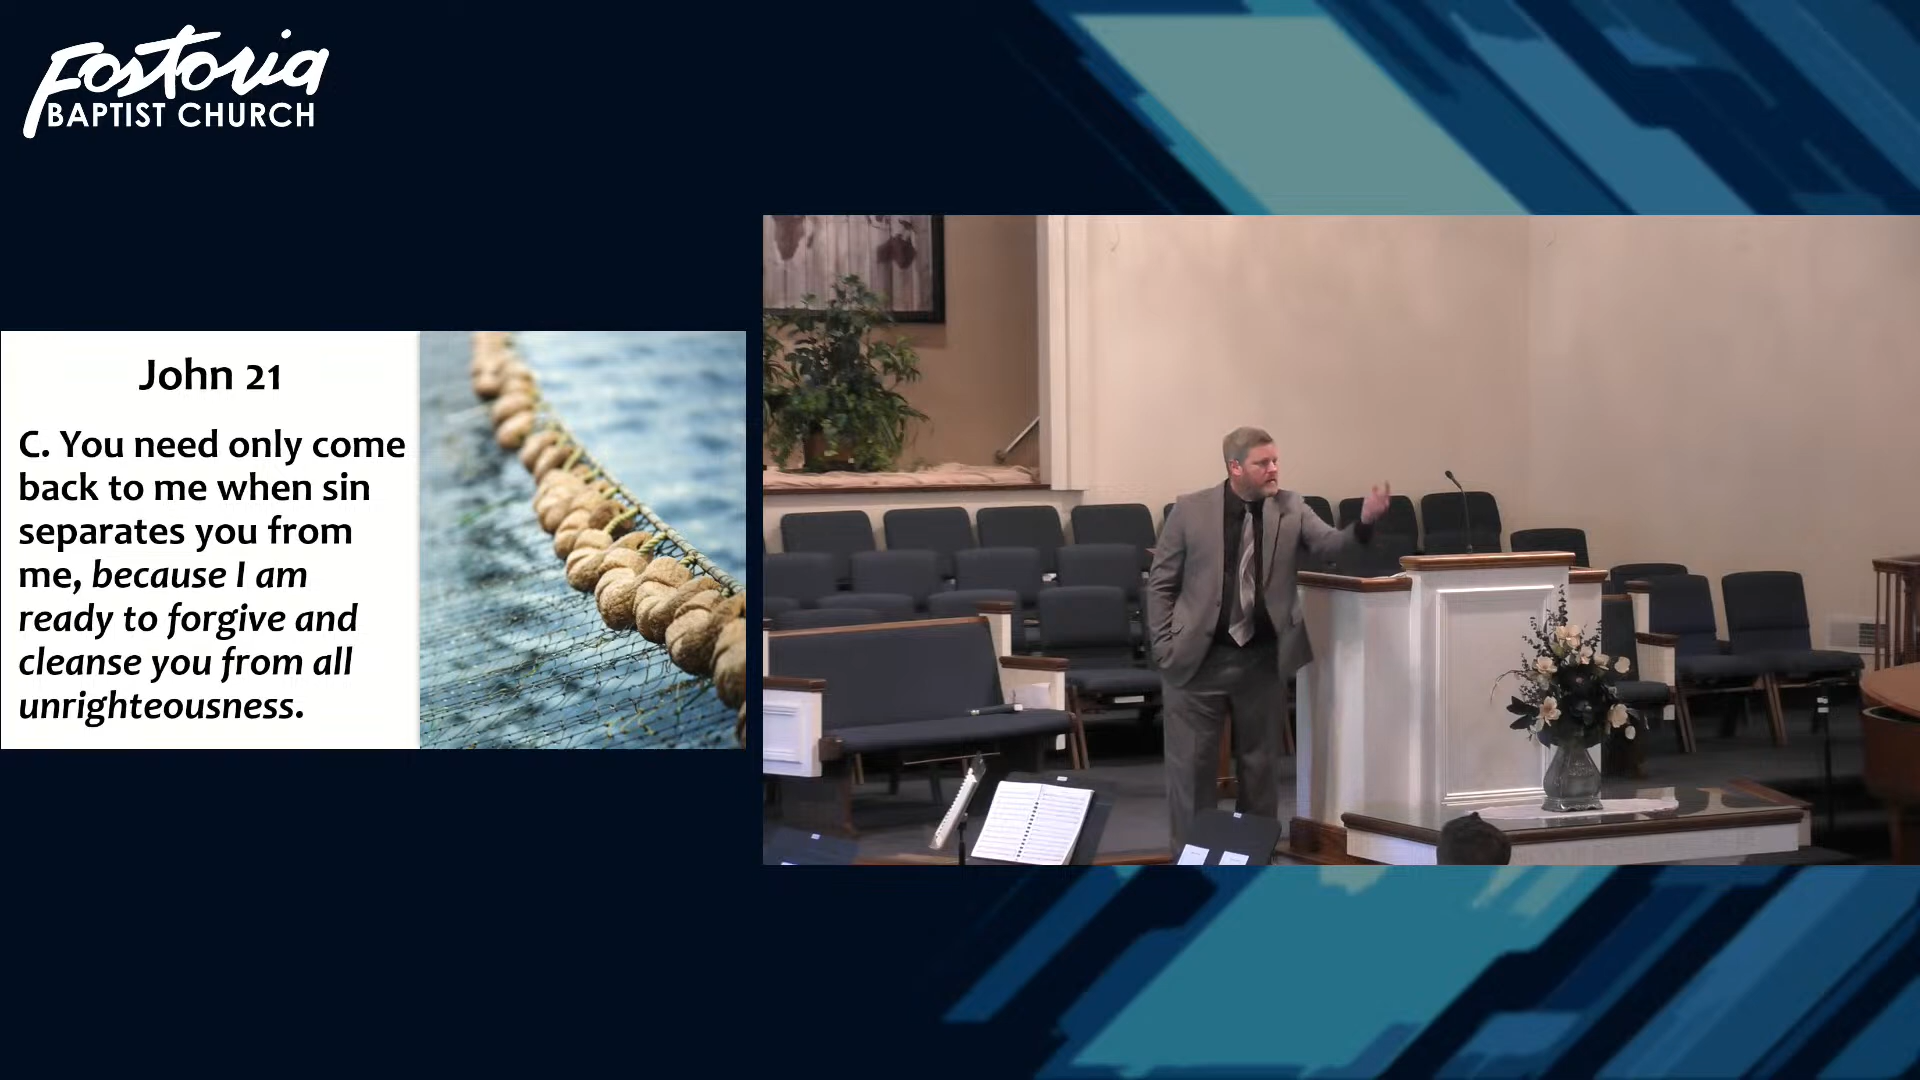 Fostoria
BAPTIST CHURCH
John 21
C. You need only come
back to me when sin
separates you from
me, because I am
ready to forgive and
cleanse you from all
unrighteousness.